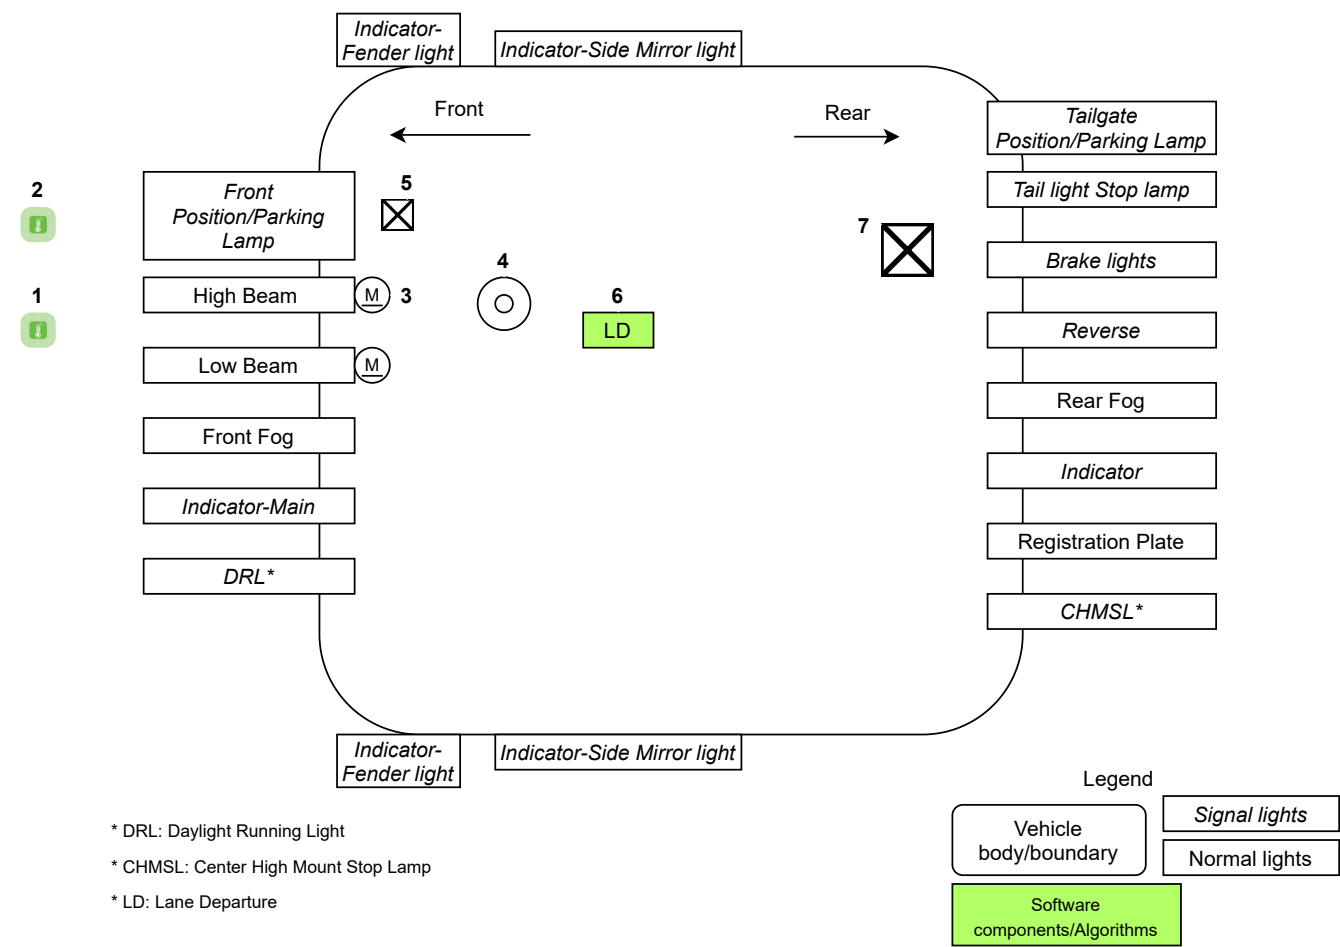 Indicator-
Fender light
Indicator-Side Mirror light
Front
Rear
Tailgate
Position/Parking Lamp
2
Front
Position/Parking
Lamp
5
Tail light Stop lamp
7
Brake lights
4
1
High Beam
M
3
6
LD
Reverse
Low Beam
M
Rear Fog
Front Fog
Indicator
Indicator-Main
Registration Plate
DRL*
CHMSL*
Indicator-
Fender light
Indicator-Side Mirror light
Legend
Vehicle
body/boundary
Signal lights
Normal lights
Software
components/Algorithms
* DRL: Daylight Running Light
* CHMSL: Center High Mount Stop Lamp
* LD: Lane Departure